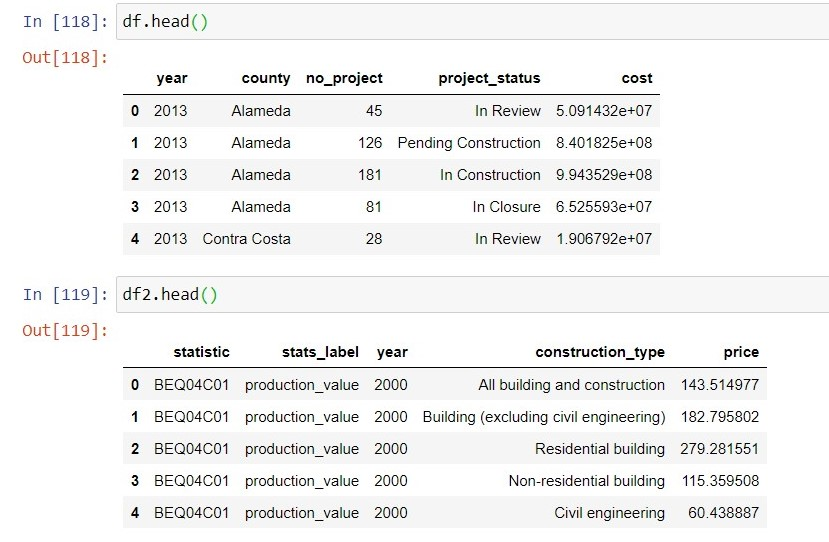 In [118]: df.head()
Out[118]:
year county no_project project_status cost
0 2013 Alameda 45 In Review 5.091432e+07
1 2013 Alameda 126 Pending Construction 8.401825e+08
2 2013 Alameda 181 In Construction 9.943529e+08
3 2013 Alameda 81 In Closure 6.525593e+07
4 2013 Contra Costa 28 In Review 1.906792e+07
In [119]: df2.head()
Out[119]:
statistic stats_label year construction_type price
0 BEQ04C01 production_value 2000 All building and construction 143.514977
1 BEQ04C01 production_value 2000 Building (excluding civil engineering) 182.795802
2 BEQ04C01 production_value 2000 Residential building 279.281551
3 BEQ04C01 production_value 2000 Non-residential building 115.359508
4 BEQ04C01 production_value 2000 Civil engineering 60.438887